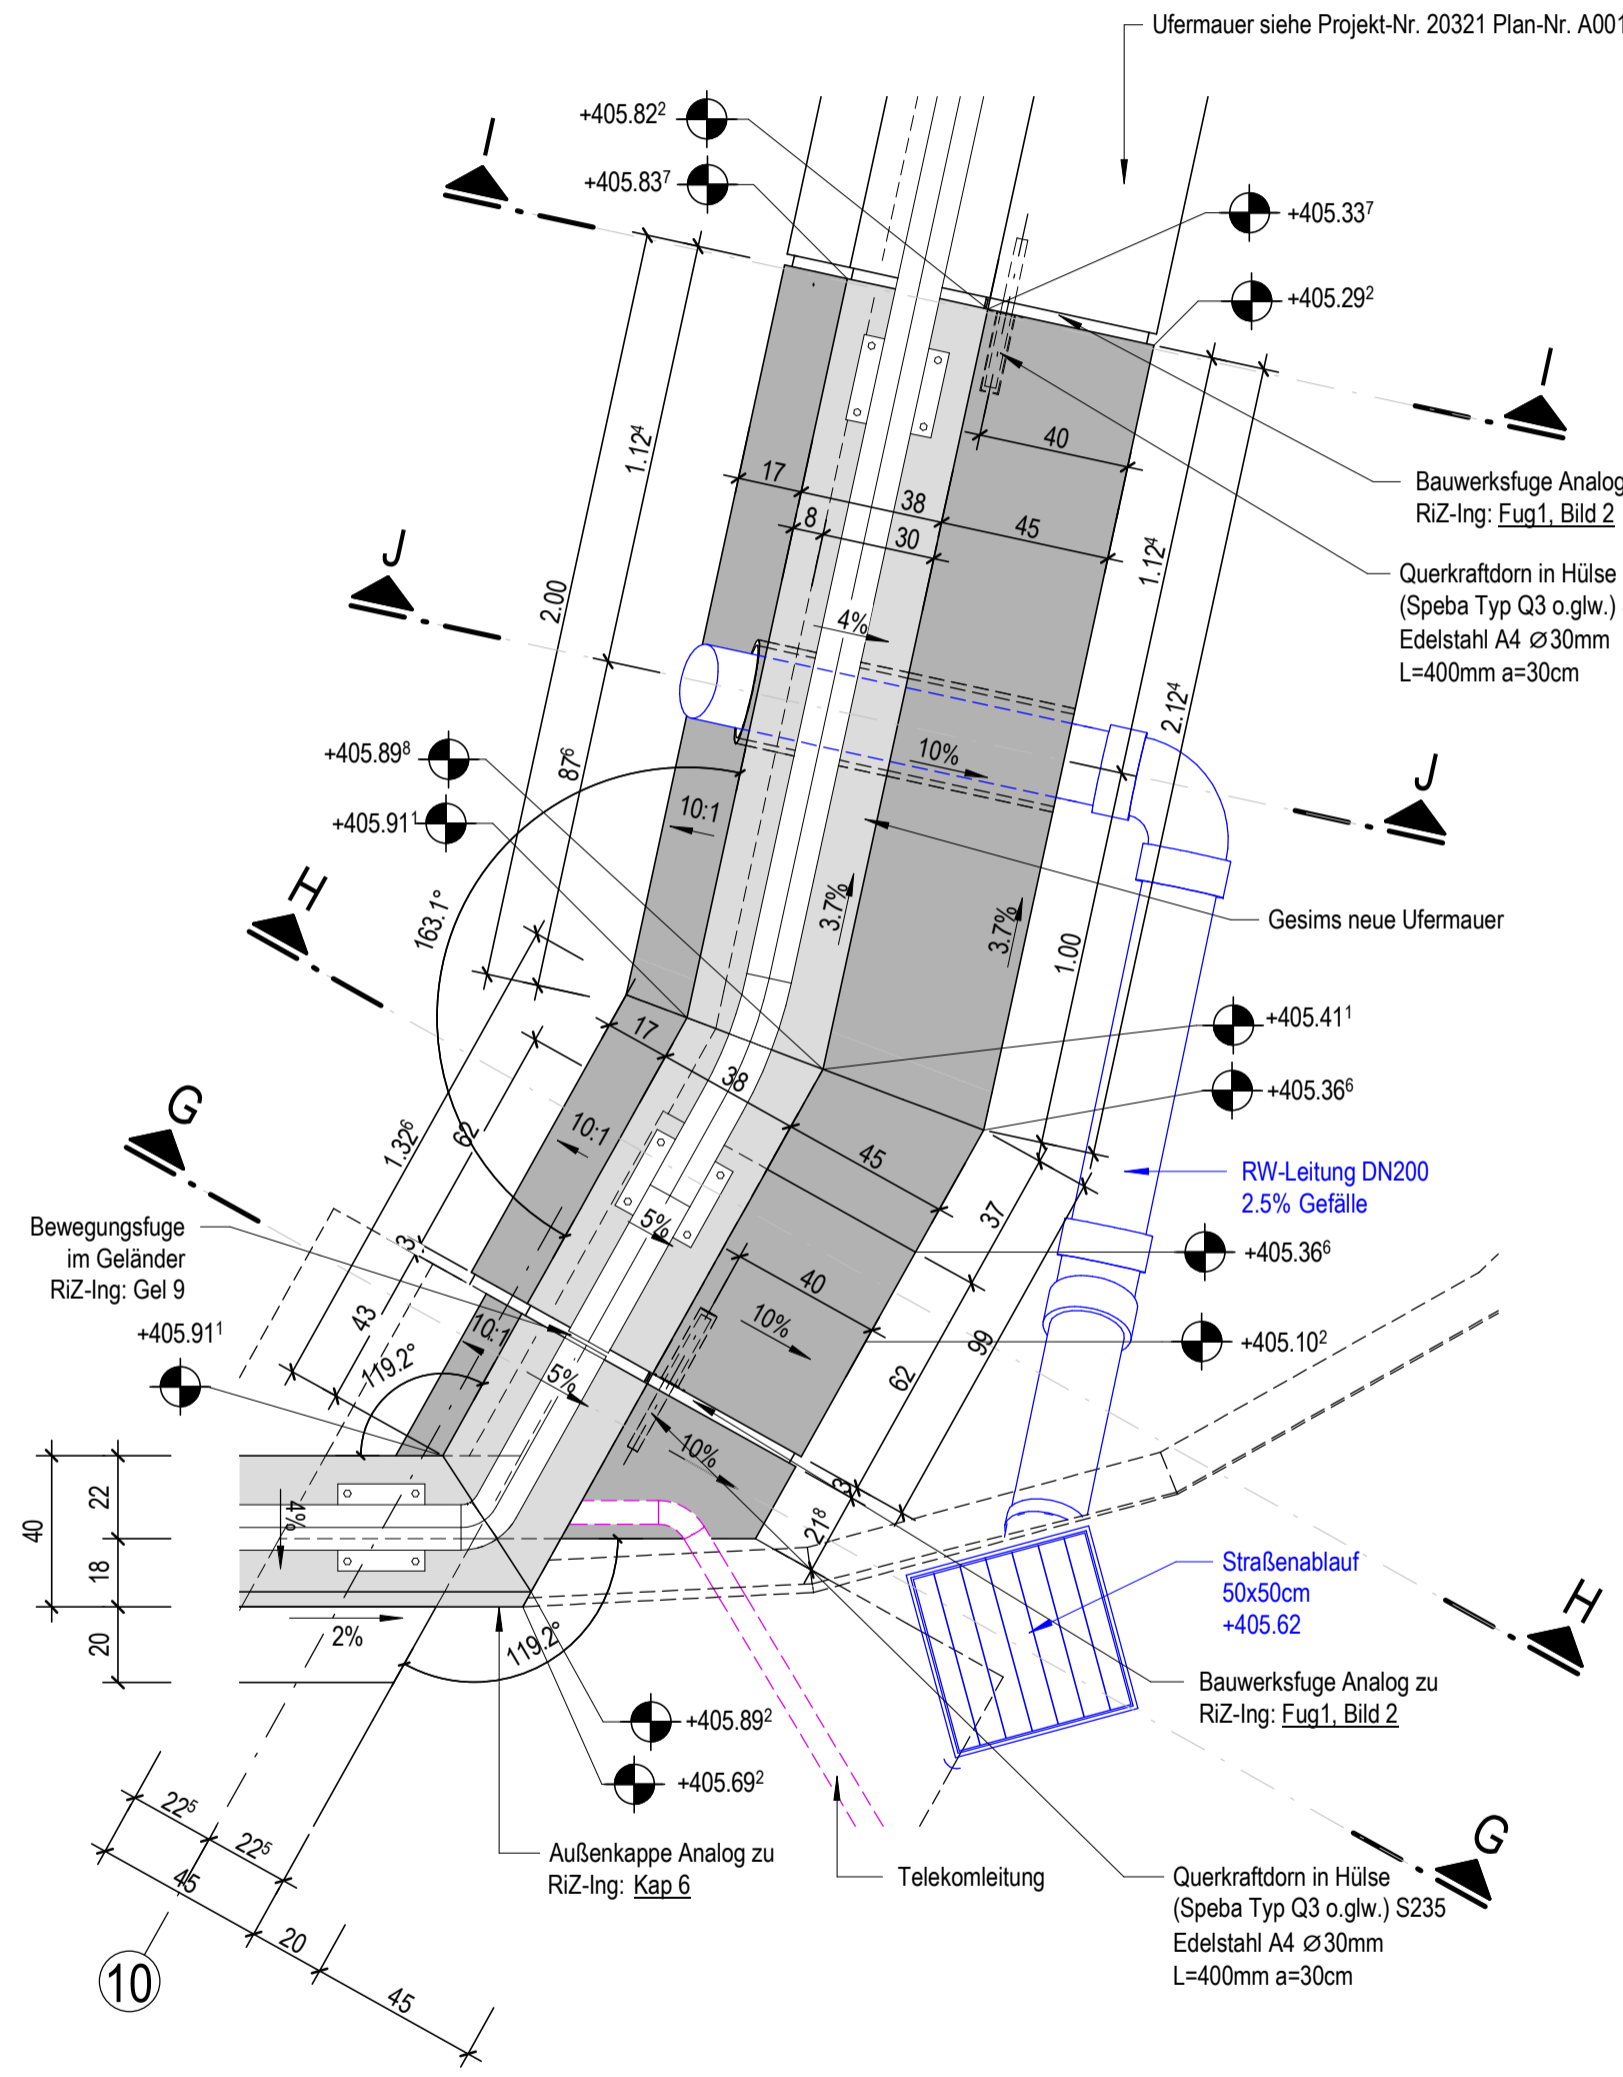 Ufermauer siehe Projekt-Nr. 20321 Plan-Nr. A001
+405.82²
+405.83⁷
+405.33⁷
+405.29²
I
I
1.12⁴
2.00
87⁶
17
38
8
30
40
45
1.12⁴
2.12⁴
1.00
Bauwerksfuge Analog
RiZ-Ing: Fug1, Bild 2
Querkraftdorn in Hülse
(Speba Typ Q3 o.glw.)
Edelstahl A4 ∅30mm
L=400mm a=30cm
J
J
4%
10%
10:1
+405.89⁸
+405.91¹
163.1°
3.7%
3.7%
Gesims neue Ufermauer
H
+405.41¹
+405.36⁶
17
38
45
10:1
1.32⁶
62
G
RW-Leitung DN200
2.5% Gefälle
37
+405.36⁶
5%
40
10%
+405.10²
99
62
Bewegungsfuge
im Geländer
RiZ-Ing: Gel 9
3
43
10:1
+405.91¹
119.2°
5%
10%
3
21⁸
40
22
18
20
4%
2%
119.2°
Straßenablauf
50x50cm
+405.62
H
Bauwerksfuge Analog zu
RiZ-Ing: Fug1, Bild 2
+405.89²
+405.69²
22⁵
22⁵
45
20
45
10
Außenkappe Analog zu
RiZ-Ing: Kap 6
Telekomleitung
Querkraftdorn in Hülse
(Speba Typ Q3 o.glw.) S235
Edelstahl A4 ∅30mm
L=400mm a=30cm
G